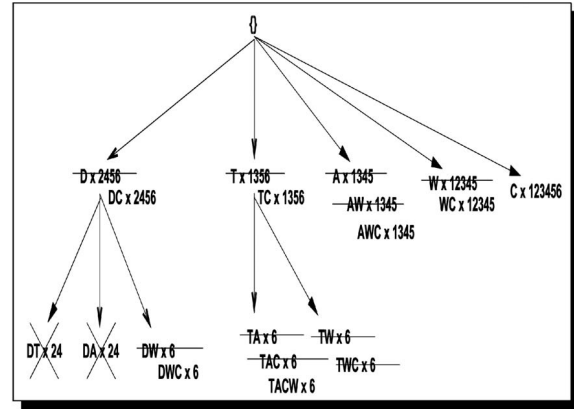 {}
D x 2456
DC x 2456
T x 1356
TC x 1356
A x 1345
AW x 1345
AWC x 1345
W x 12345
WC x 12345
C x 123456
DT x 24
DA x 24
DW x 6
DWC x 6
TA x 6
TAC x 6
TACW x 6
TW x 6
TWC x 6